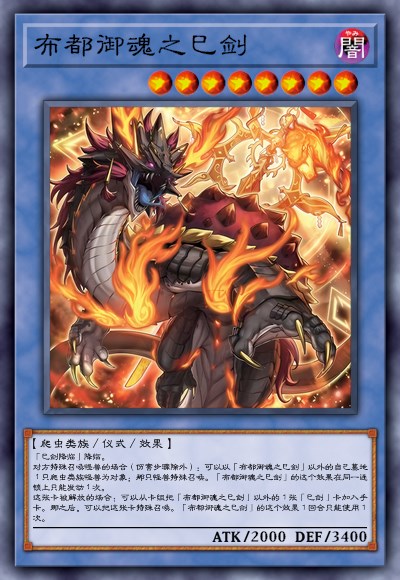 布都御魂之巳剑
やみ
闇
【爬虫类族／仪式／效果】
「巳剑降临」降临。
对方特殊召唤怪兽的场合（伤害步骤除外）：可以以「布都御魂之巳剑」以外的自己墓地
1只爬虫类族怪兽为对象；那只怪兽特殊召唤。「布都御魂之巳剑」的这个效果在同一连
锁上只能发动1次。
这张卡被解放的场合：可以从卡组把「布都御魂之巳剑」以外的1张「巳剑」卡加入手
卡。那之后，可以把这张卡特殊召唤。「布都御魂之巳剑」的这个效果1回合只能使用1
次。
ATK/2000 DEF/3400